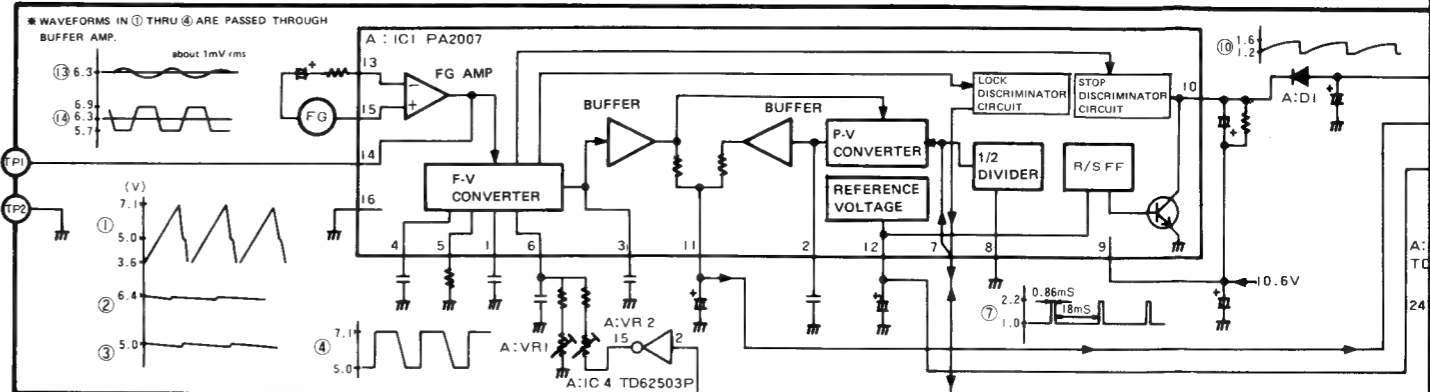 * WAVEFORMS IN ① THRU ④ ARE PASSED THROUGH
BUFFER AMP.
about 1mV rms
⑬ 6.3
⑭ 6.9
6.3
5.7
TP1
TP2
(V)
① 7.1
5.0
3.6
② 6.4
③ 5.0
④ 7.1
5.0
FG
A : IC1 PA2007
13
15
14
16
FG AMP
F-V
CONVERTER
BUFFER
BUFFER
P-V
CONVERTER
REFERENCE
VOLTAGE
LOCK
DISCRIMINATOR
CIRCUIT
STOP
DISCRIMINATOR
CIRCUIT
1/2
DIVIDER
R/S FF
10
4
5
1
6
3
11
2
12
7
8
9
A:VR1
A:VR2
15
2
A:IC4 TD62503P
⑦ 2.2
1.0
0.86mS
18mS
10.6V
⑩ 1.6
1.2
A:D1
A:
24